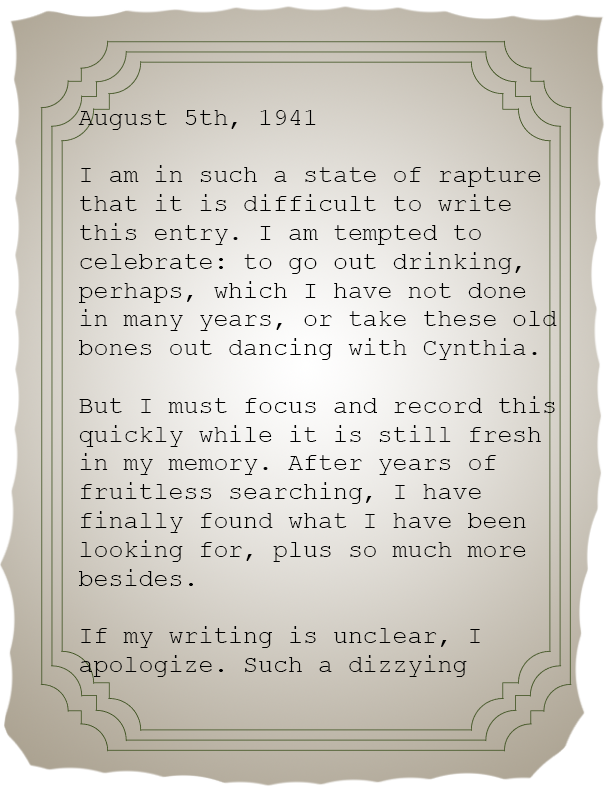 August 5th, 1941
I am in such a state of rapture
that it is difficult to write
this entry. I am tempted to
celebrate: to go out drinking,
perhaps, which I have not done
in many years, or take these old
bones out dancing with Cynthia.
But I must focus and record this
quickly while it is still fresh
in my memory. After years of
fruitless searching, I have
finally found what I have been
looking for, plus so much more
besides.
If my writing is unclear, I
apologize. Such a dizzying